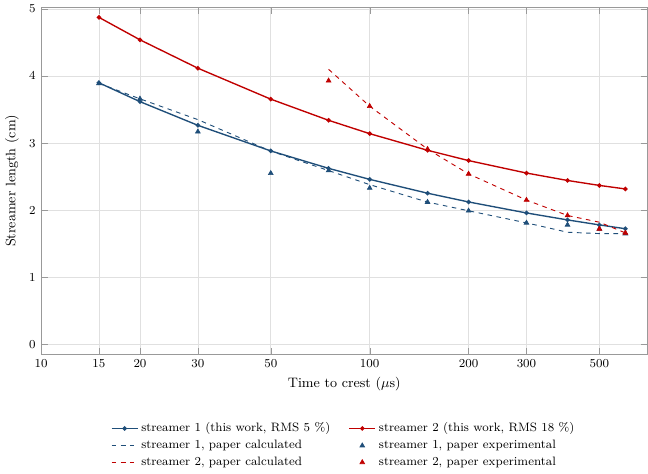 5
4
3
2
1
0
Streamer length (cm)
10 15 20 30 50 100 200 300 500
Time to crest (μs)
streamer 1 (this work, RMS 5 %) streamer 2 (this work, RMS 18 %)
streamer 1, paper calculated streamer 1, paper experimental
streamer 2, paper calculated streamer 2, paper experimental